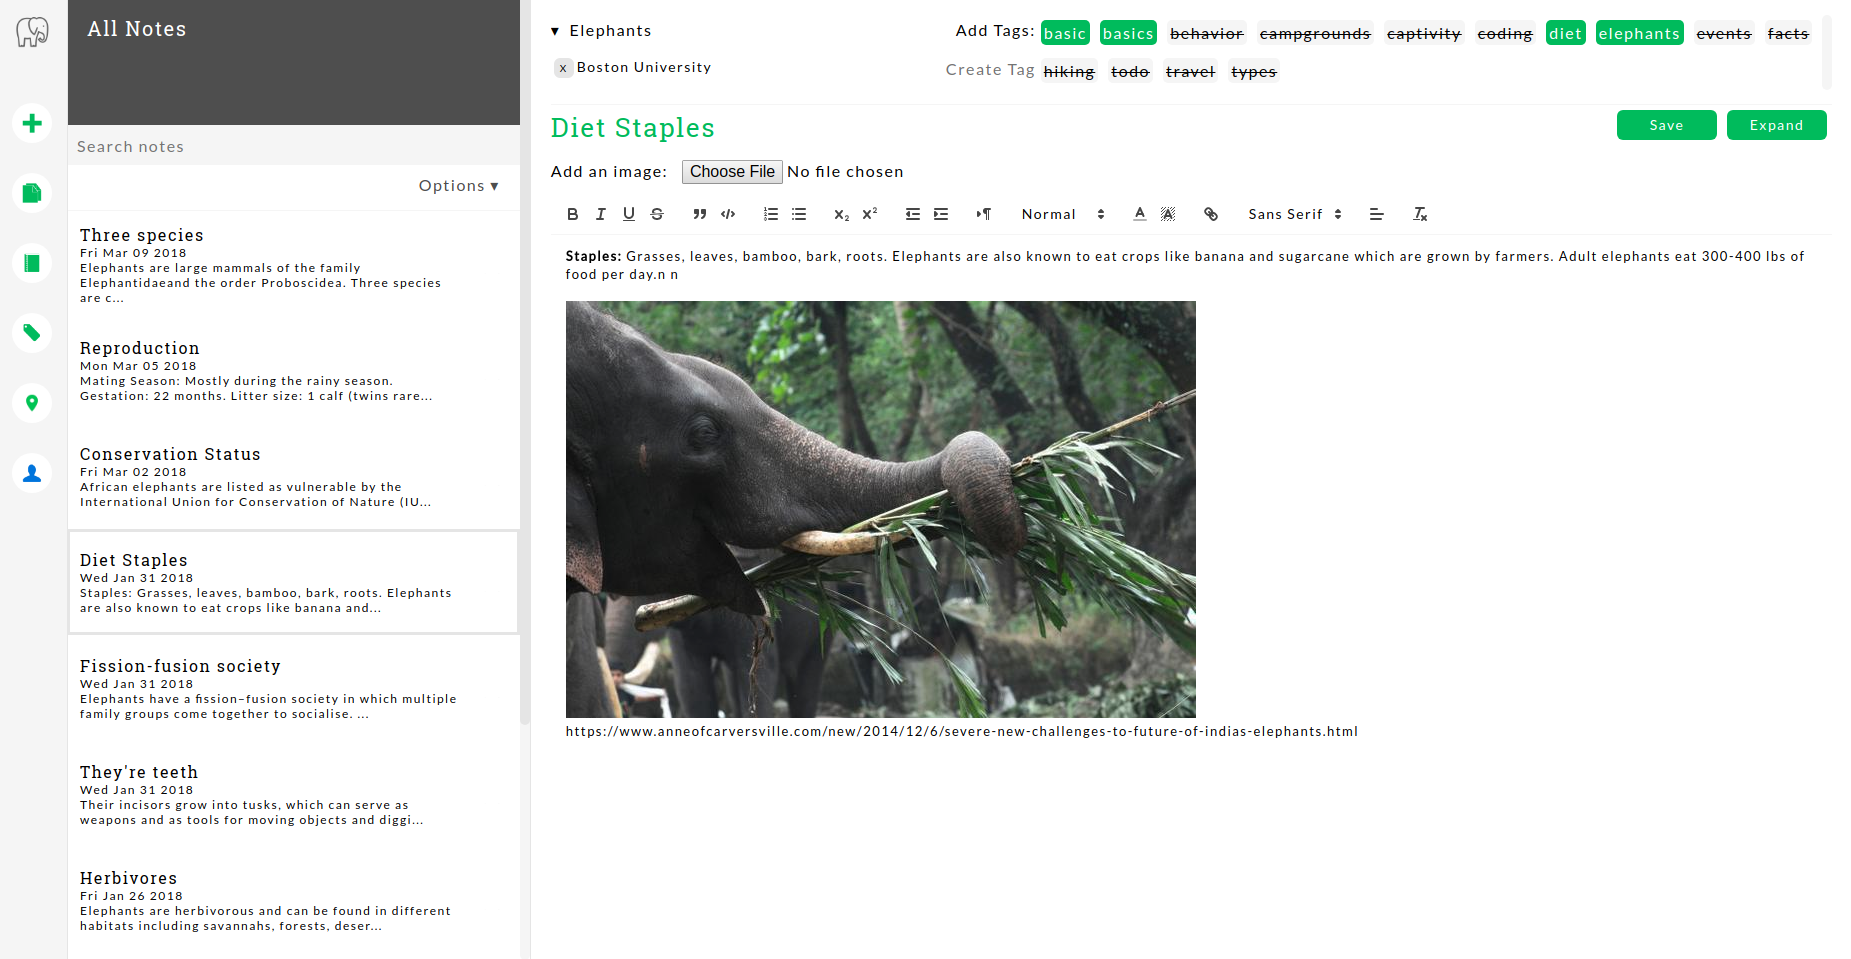 All Notes
Search notes
Options ▾
Three species
Fri Mar 09 2018
Elephants are large mammals of the family
Elephantidaeand the order Proboscidea. Three species
are c...
Reproduction
Mon Mar 05 2018
Mating Season: Mostly during the rainy season.
Gestation: 22 months. Litter size: 1 calf (twins rare...
Conservation Status
Fri Mar 02 2018
African elephants are listed as vulnerable by the
International Union for Conservation of Nature (IU...
Diet Staples
Wed Jan 31 2018
Staples: Grasses, leaves, bamboo, bark, roots. Elephants
are also known to eat crops like banana and...
Fission-fusion society
Wed Jan 31 2018
Elephants have a fission–fusion society in which multiple
family groups come together to socialise. ...
They're teeth
Wed Jan 31 2018
Their incisors grow into tusks, which can serve as
weapons and as tools for moving objects and diggi...
Herbivores
Fri Jan 26 2018
Elephants are herbivorous and can be found in different
habitats including savannahs, forests, deser...
▾ Elephants
x Boston University
Add Tags: basic basics behavior campgrounds captivity coding diet elephants events facts
Create Tag hiking todo travel types
Diet Staples
Save Expand
Add an image: Choose File No file chosen
Normal Sans Serif
Staples: Grasses, leaves, bamboo, bark, roots. Elephants are also known to eat crops like banana and sugarcane which are grown by farmers. Adult elephants eat 300-400 lbs of
food per day.n n
https://www.anneofcarversville.com/new/2014/12/6/severe-new-challenges-to-future-of-indias-elephants.html